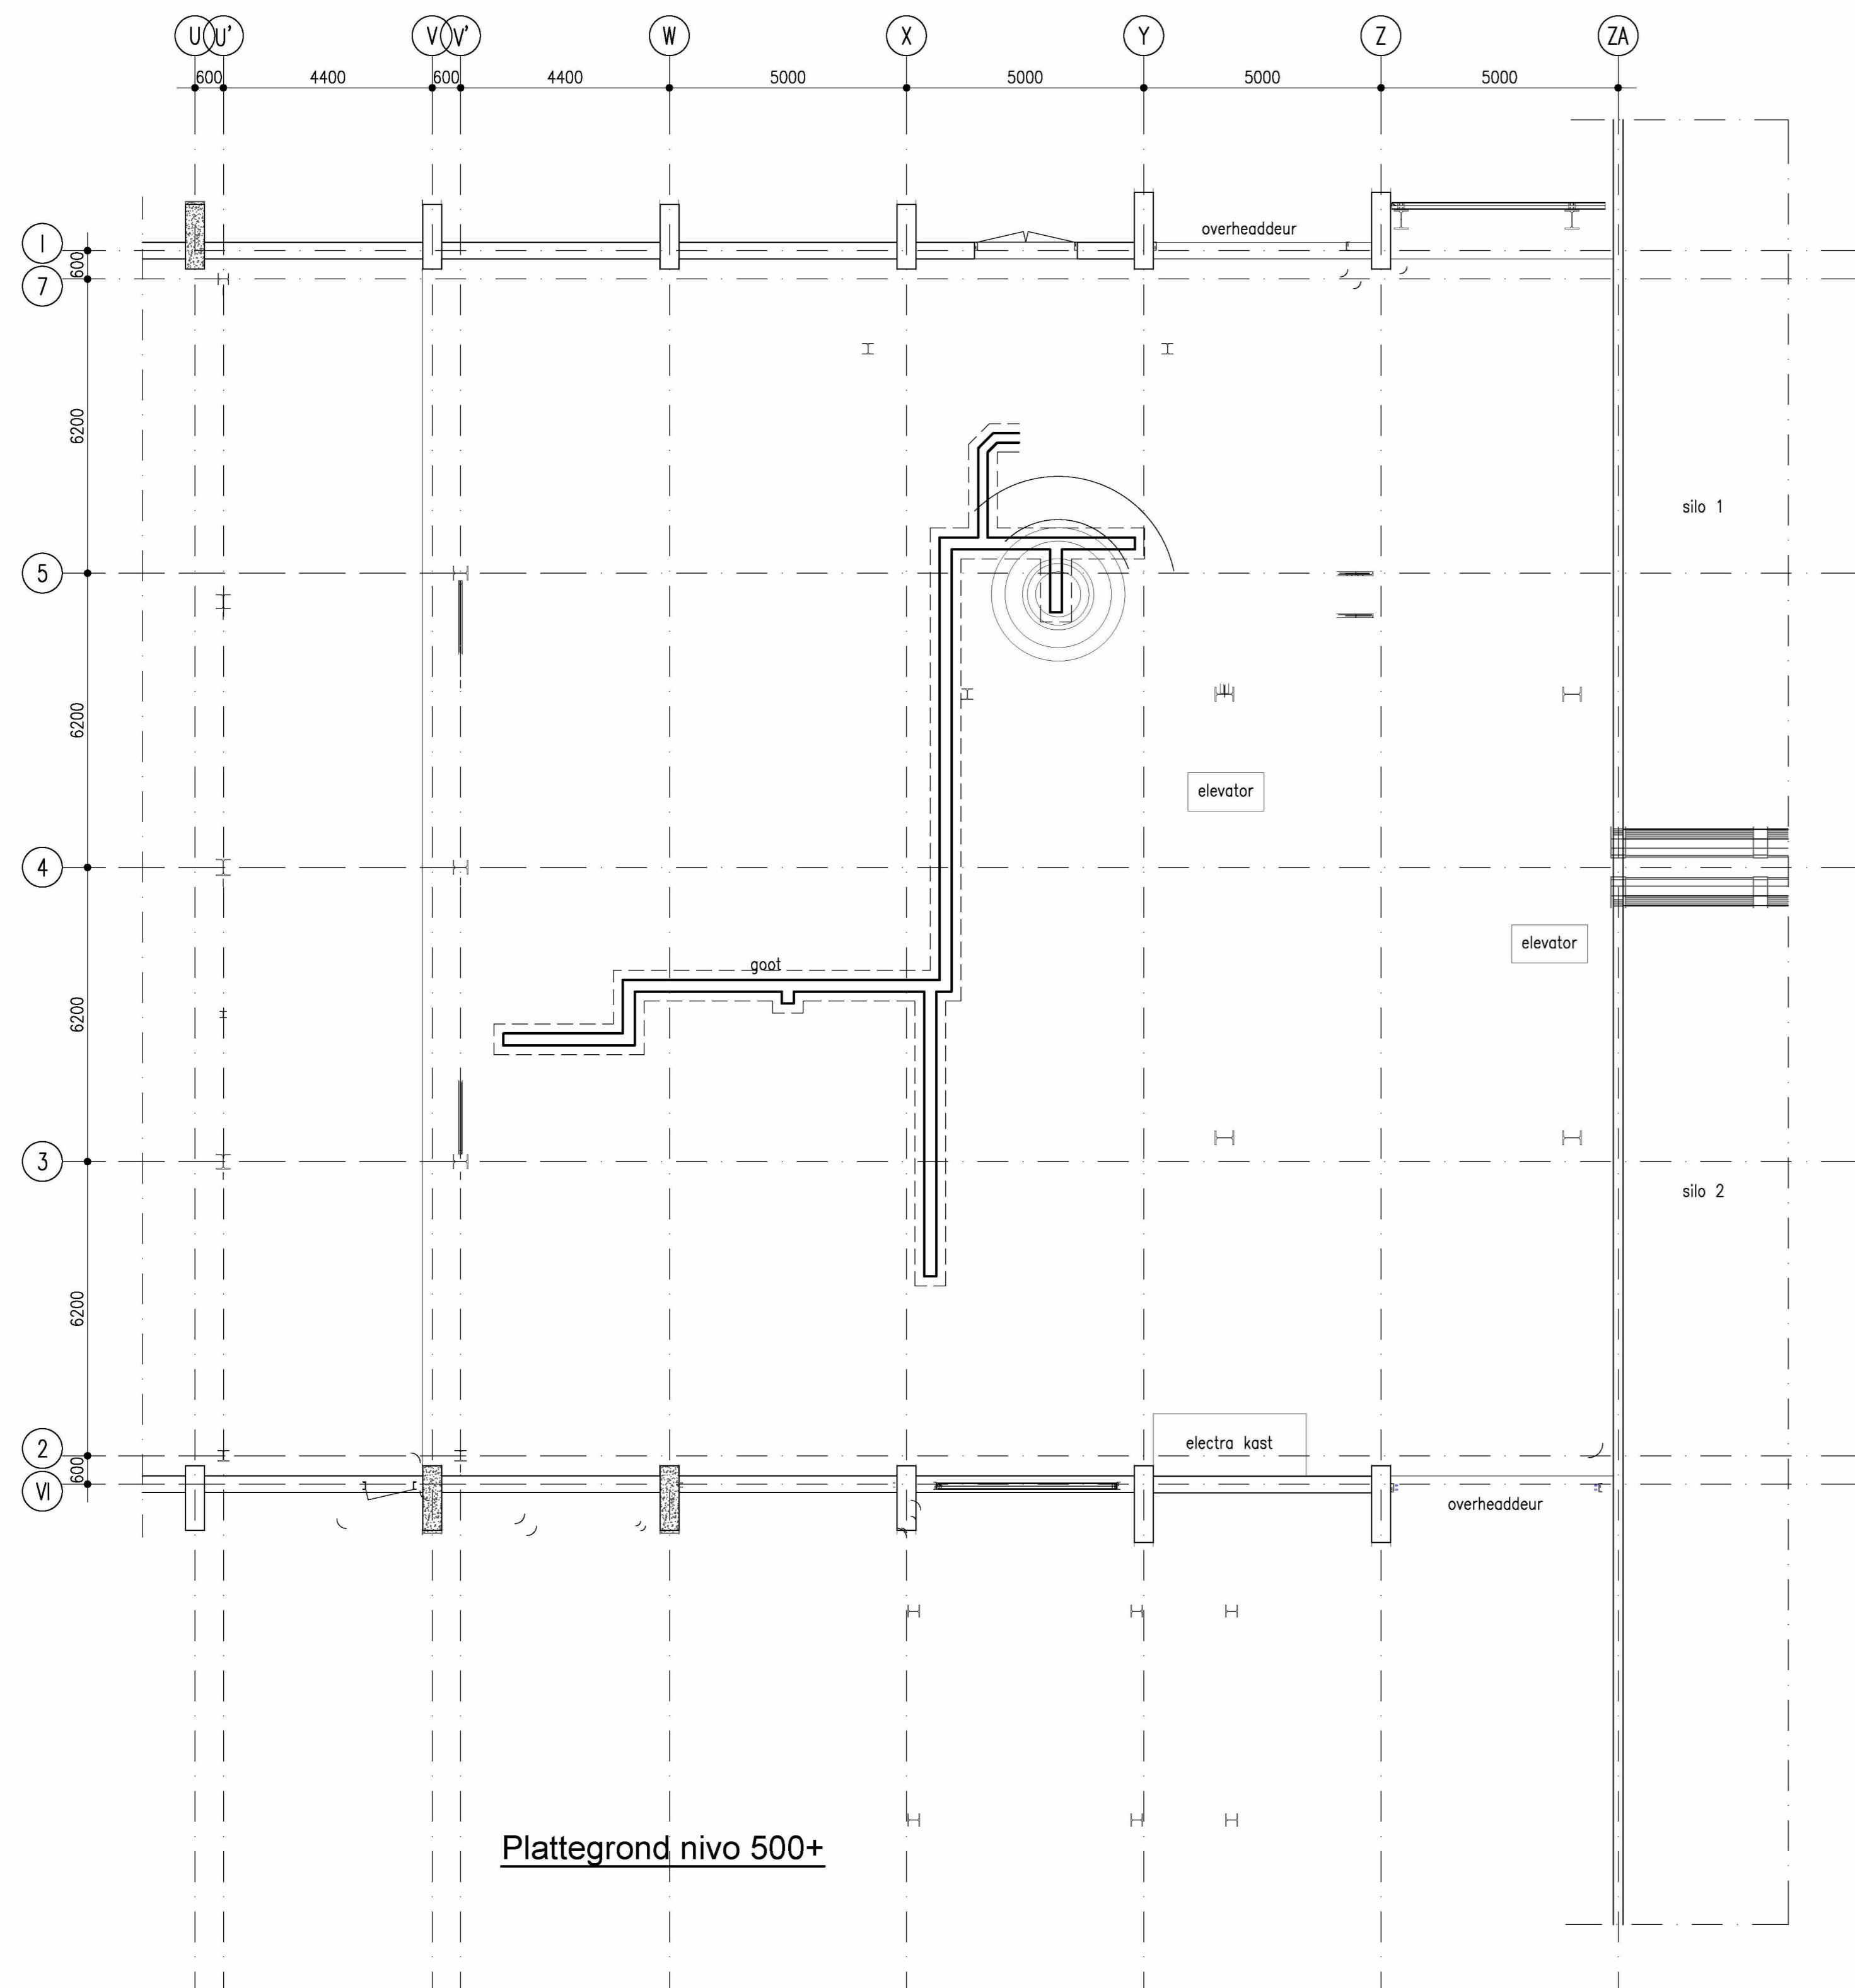 U U' V V' W X Y Z ZA
600 4400 600 4400 5000 5000 5000 5000
I
overheaddeur
600
7
6200
silo 1
5
6200
elevator
4
elevator
goot
6200
3
silo 2
6200
electra kast
2
600
VI
overheaddeur
Plattegrond nivo 500+